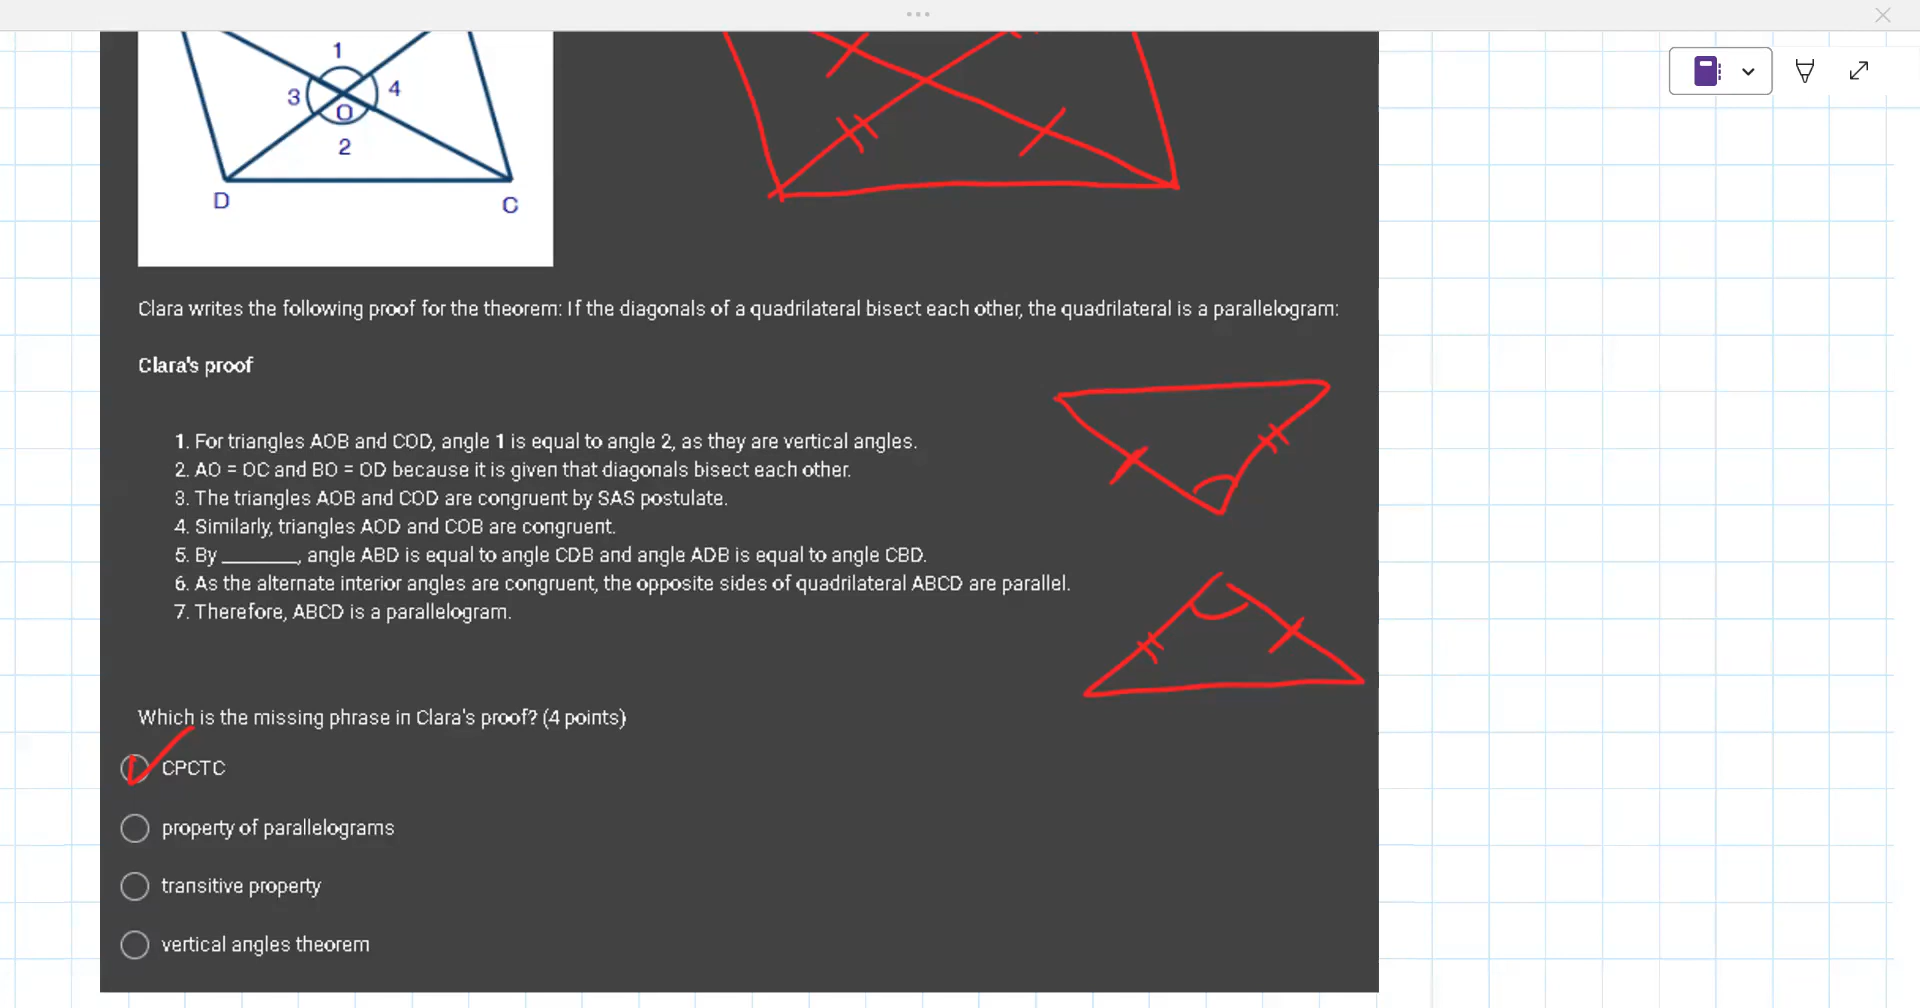 1
3
4
O
2
D
C
Clara writes the following proof for the theorem: If the diagonals of a quadrilateral bisect each other, the quadrilateral is a parallelogram:
Clara's proof
1. For triangles AOB and COD, angle 1 is equal to angle 2, as they are vertical angles.
2. AO = OC and BO = OD because it is given that diagonals bisect each other.
3. The triangles AOB and COD are congruent by SAS postulate.
4. Similarly, triangles AOD and COB are congruent.
5. By _______, angle ABD is equal to angle CDB and angle ADB is equal to angle CBD.
6. As the alternate interior angles are congruent, the opposite sides of quadrilateral ABCD are parallel.
7. Therefore, ABCD is a parallelogram.
Which is the missing phrase in Clara's proof? (4 points)
CPCTC
property of parallelograms
transitive property
vertical angles theorem